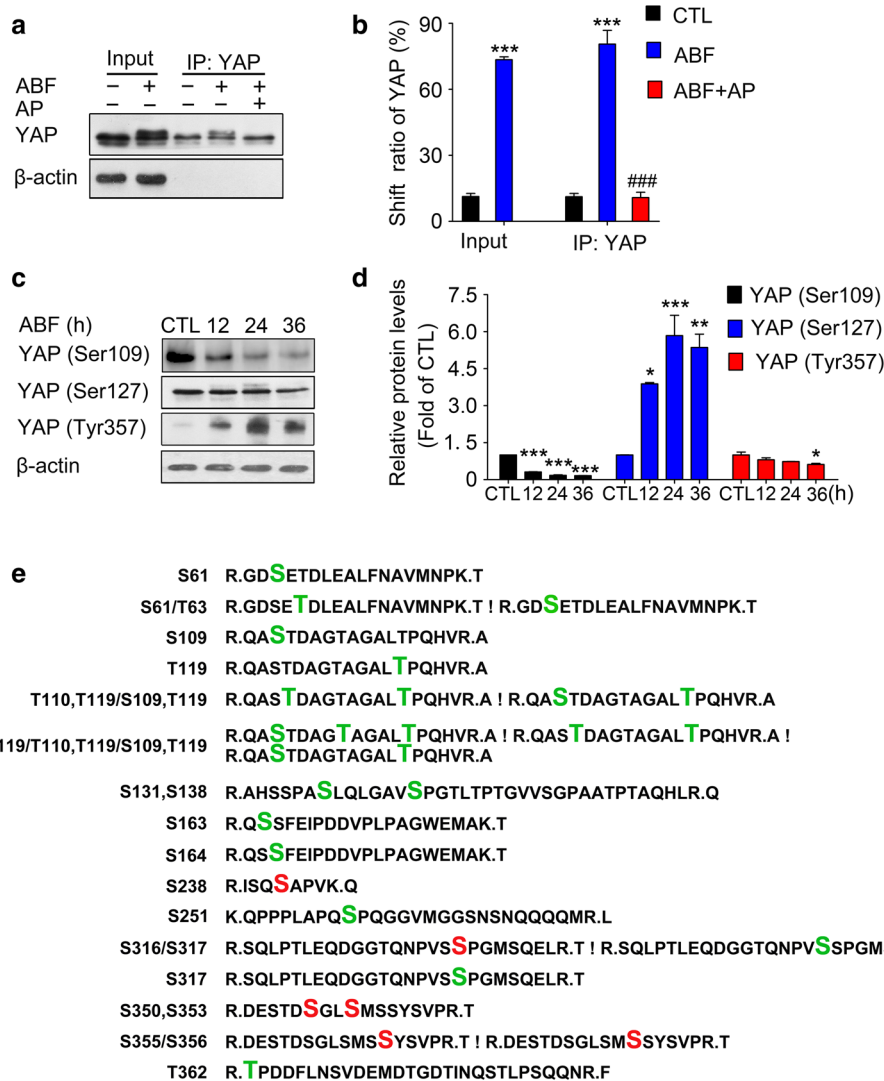 a
Input IP: YAP
ABF – + – + +
AP – – – – +
YAP
β-actin
b
Shift ratio of YAP (%)
90
60
30
0
*** *** ###
Input IP: YAP
CTL
ABF
ABF+AP
c
ABF (h) CTL 12 24 36
YAP (Ser109)
YAP (Ser127)
YAP (Tyr357)
β-actin
d
Relative protein levels
(Fold of CTL)
7.5
6.0
4.5
3.0
1.5
0
*** *** *** * *** ** *
CTL 12 24 36 CTL 12 24 36 CTL 12 24 36(h)
YAP (Ser109)
YAP (Ser127)
YAP (Tyr357)
e
S61 R.GDSETDLEALFNAVMNPK.T
S61/T63 R.GDSETDLEALFNAVMNPK.T ! R.GDSETDLEALFNAVMNPK.T
S109 R.QASTDAGTAGALTPQHVR.A
T119 R.QASTDAGTAGALTPQHVR.A
T110,T119/S109,T119 R.QASTDAGTAGALTPQHVR.A ! R.QASTDAGTAGALTPQHVR.A
119/T110,T119/S109,T119 R.QASTDAGTAGALTPQHVR.A ! R.QASTDAGTAGALTPQHVR.A !
R.QASTDAGTAGALTPQHVR.A
S131,S138 R.AHSSPASLQLGAVSPGTLTPTGVVSGPAATPTAQHLR.Q
S163 R.QSSFEIPDDVPLPAGWEMAK.T
S164 R.QSSFEIPDDVPLPAGWEMAK.T
S238 R.ISQSAPVK.Q
S251 K.QPPPLAPQSPQGGVMGGSNSNQQQQMR.L
S316/S317 R.SQLPTLEQDGGTQNPVSSPGMSQELR.T ! R.SQLPTLEQDGGTQNPVSSPGM
S317 R.SQLPTLEQDGGTQNPVSSPGMSQELR.T
S350,S353 R.DESTDSGLSMSSYSVPR.T
S355/S356 R.DESTDSGLSMSSYSVPR.T ! R.DESTDSGLSMSSYSVPR.T
T362 R.TPDDFLNSVDEMDTGDTINQSTLPSQQNR.F